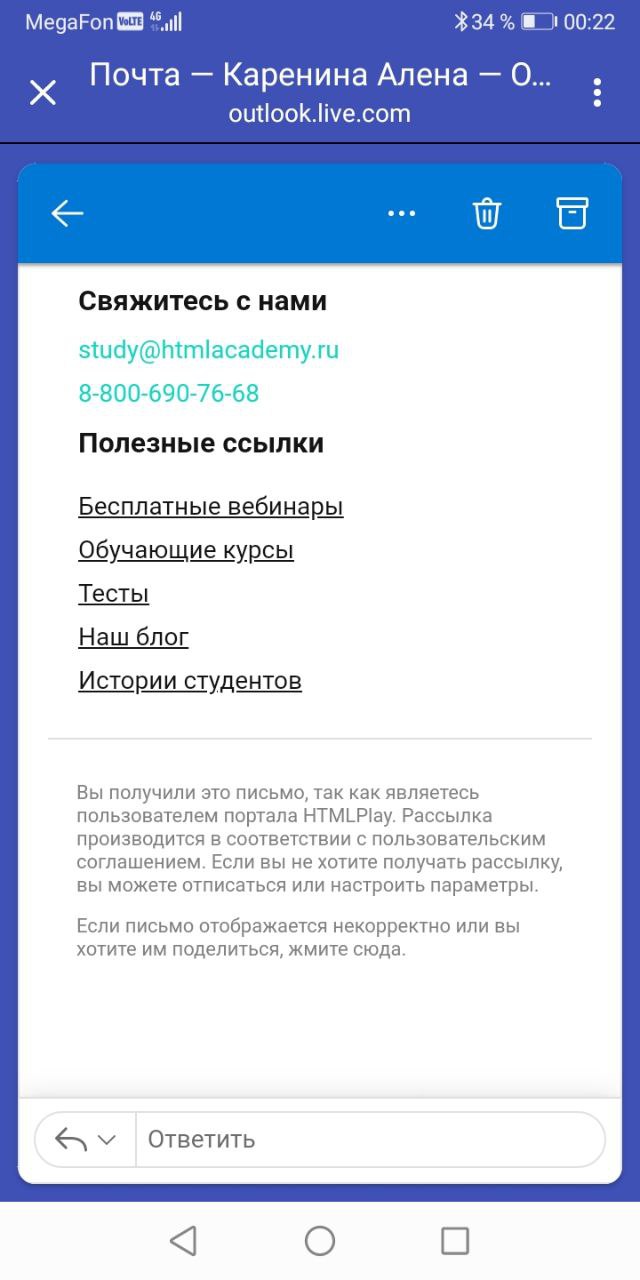 MegaFon VoLTE 4G 34 % 00:22
Почта — Каренина Алена — O...
outlook.live.com
Свяжитесь с нами
study@htmlacademy.ru
8-800-690-76-68
Полезные ссылки
Бесплатные вебинары
Обучающие курсы
Тесты
Наш блог
Истории студентов
Вы получили это письмо, так как являетесь
пользователем портала HTMLPlay. Рассылка
производится в соответствии с пользовательским
соглашением. Если вы не хотите получать рассылку,
вы можете отписаться или настроить параметры.
Если письмо отображается некорректно или вы
хотите им поделиться, жмите сюда.
Ответить